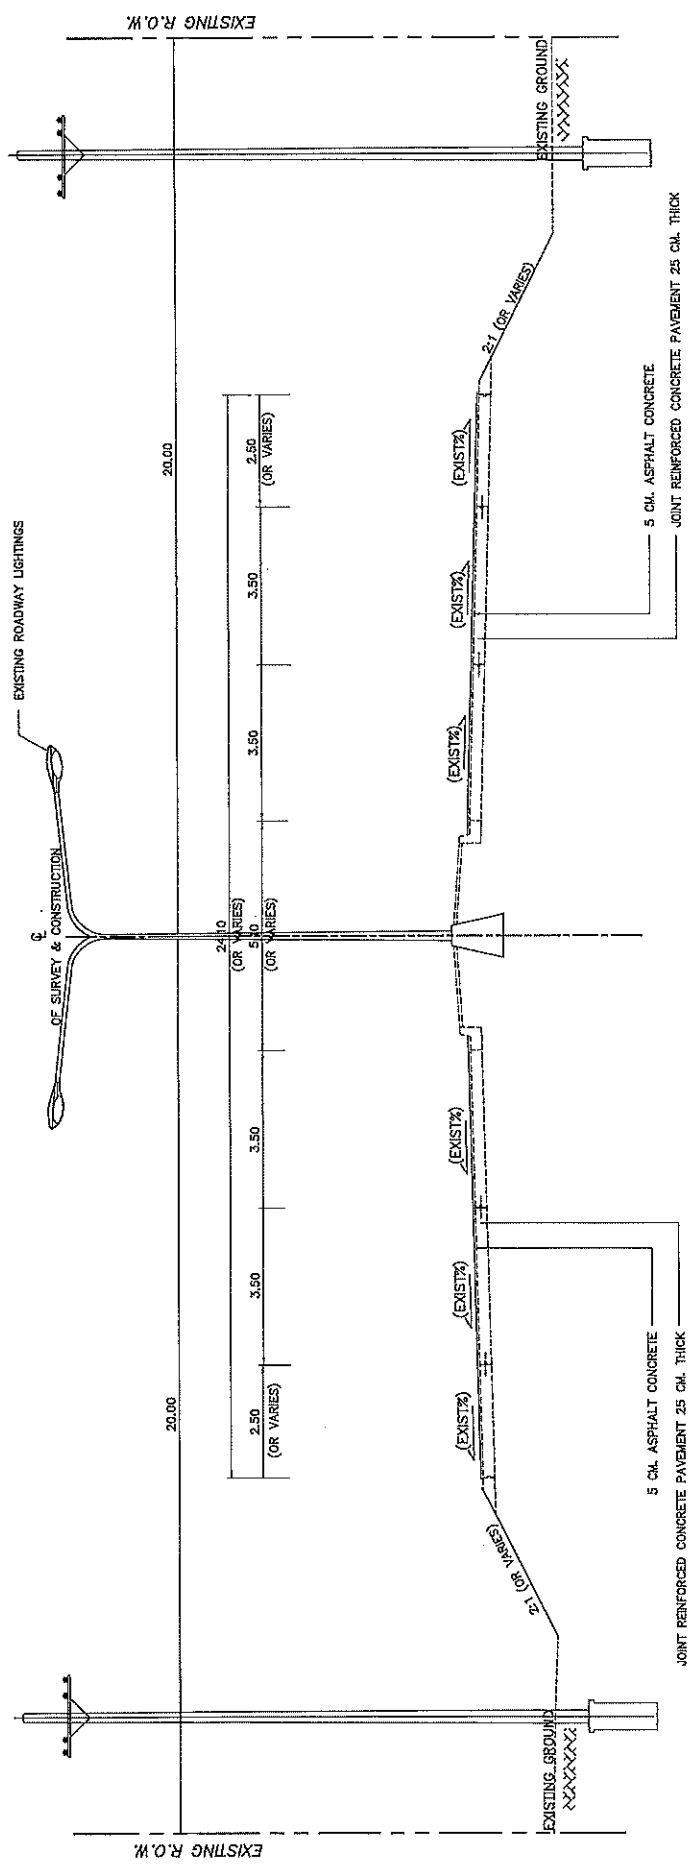 EXISTING R.O.W.
EXISTING R.O.W.
EXISTING ROADWAY LIGHTINGS
℄
OF SURVEY & CONSTRUCTION
20.00
20.00
24.10
(OR VARIES)
2.50
(OR VARIES)
3.50
3.50
5.10
(OR VARIES)
3.50
3.50
2.50
(OR VARIES)
(EXIST%)
(EXIST%)
(EXIST%)
(EXIST%)
(EXIST%)
(EXIST%)
2:1 (OR VARIES)
2:1 (OR VARIES)
EXISTING GROUND
EXISTING GROUND
5 CM. ASPHALT CONCRETE
JOINT REINFORCED CONCRETE PAVEMENT 25 CM. THICK
5 CM. ASPHALT CONCRETE
JOINT REINFORCED CONCRETE PAVEMENT 25 CM. THICK